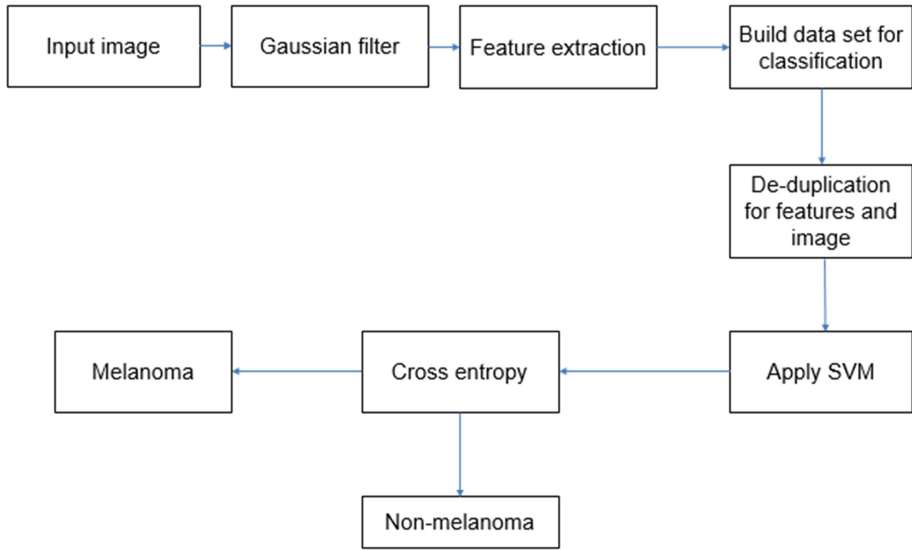 Input image
Gaussian filter
Feature extraction
Build data set for
classification
De-duplication
for features and
image
Melanoma
Cross entropy
Apply SVM
Non-melanoma